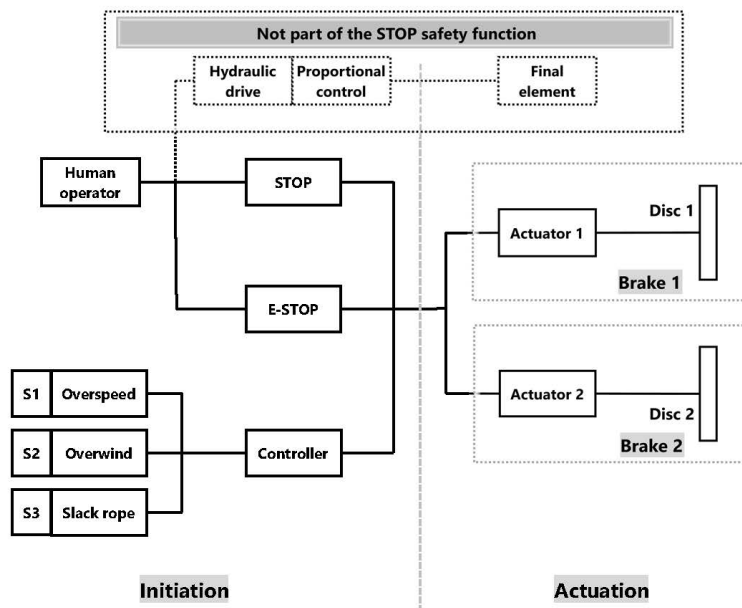 Not part of the STOP safety function
Hydraulic
drive
Proportional
control
Final
element
Human
operator
STOP
Disc 1
Actuator 1
Brake 1
E-STOP
S1
Overspeed
Actuator 2
Disc 2
Brake 2
S2
Overwind
Controller
S3
Slack rope
Initiation
Actuation